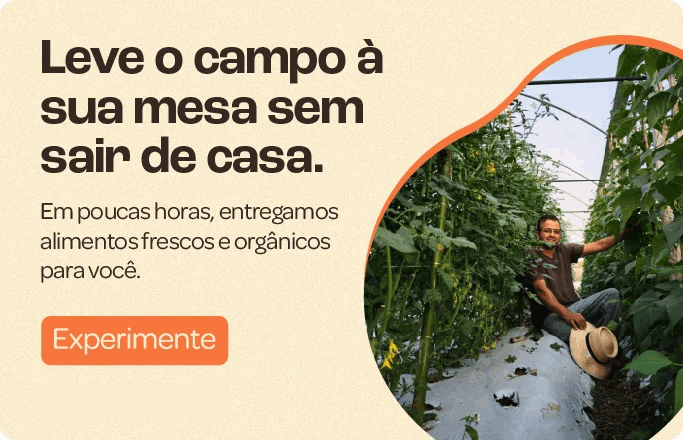 Leve o campo à
sua mesa sem
sair de casa.
Em poucas horas, entregamos
alimentos frescos e orgânicos
para você.
Experimente